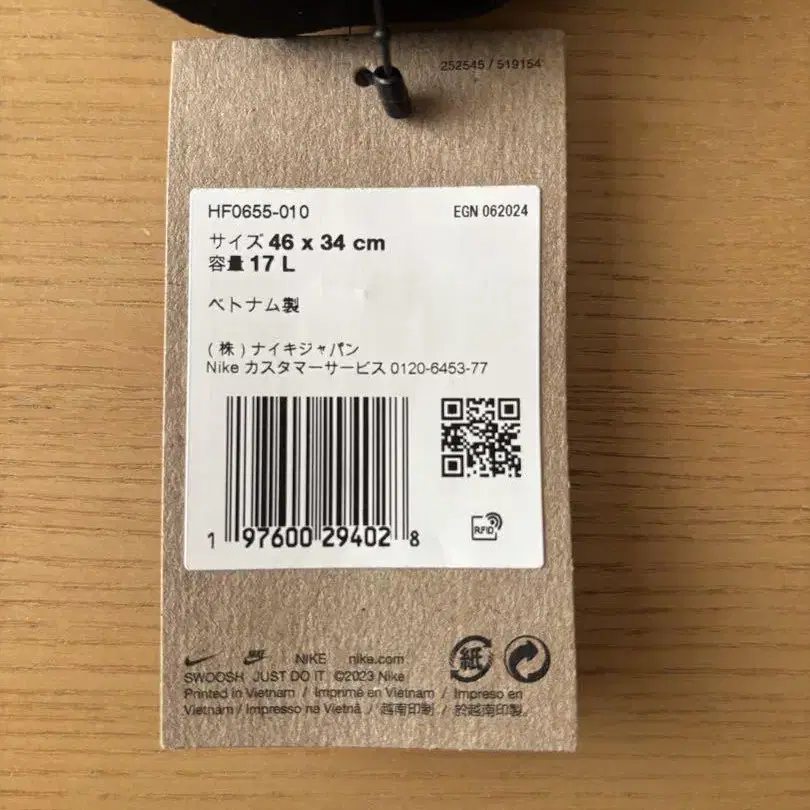 252545 / 519154
HF0655-010
EGN 062024
サイズ 46 x 34 cm
容量 17 L
ベトナム製
(株)ナイキジャパン
Nike カスタマーサービス 0120-6453-77
1 97600 29402 8
RFID
NIKE nike.com
SWOOSH JUST DO IT ©2023 Nike
Printed in Vietnam / Imprimé en Vietnam / Impreso en
Vietnam / Impresso na Vietnã / 越南印制 / 於越南印製。
紙